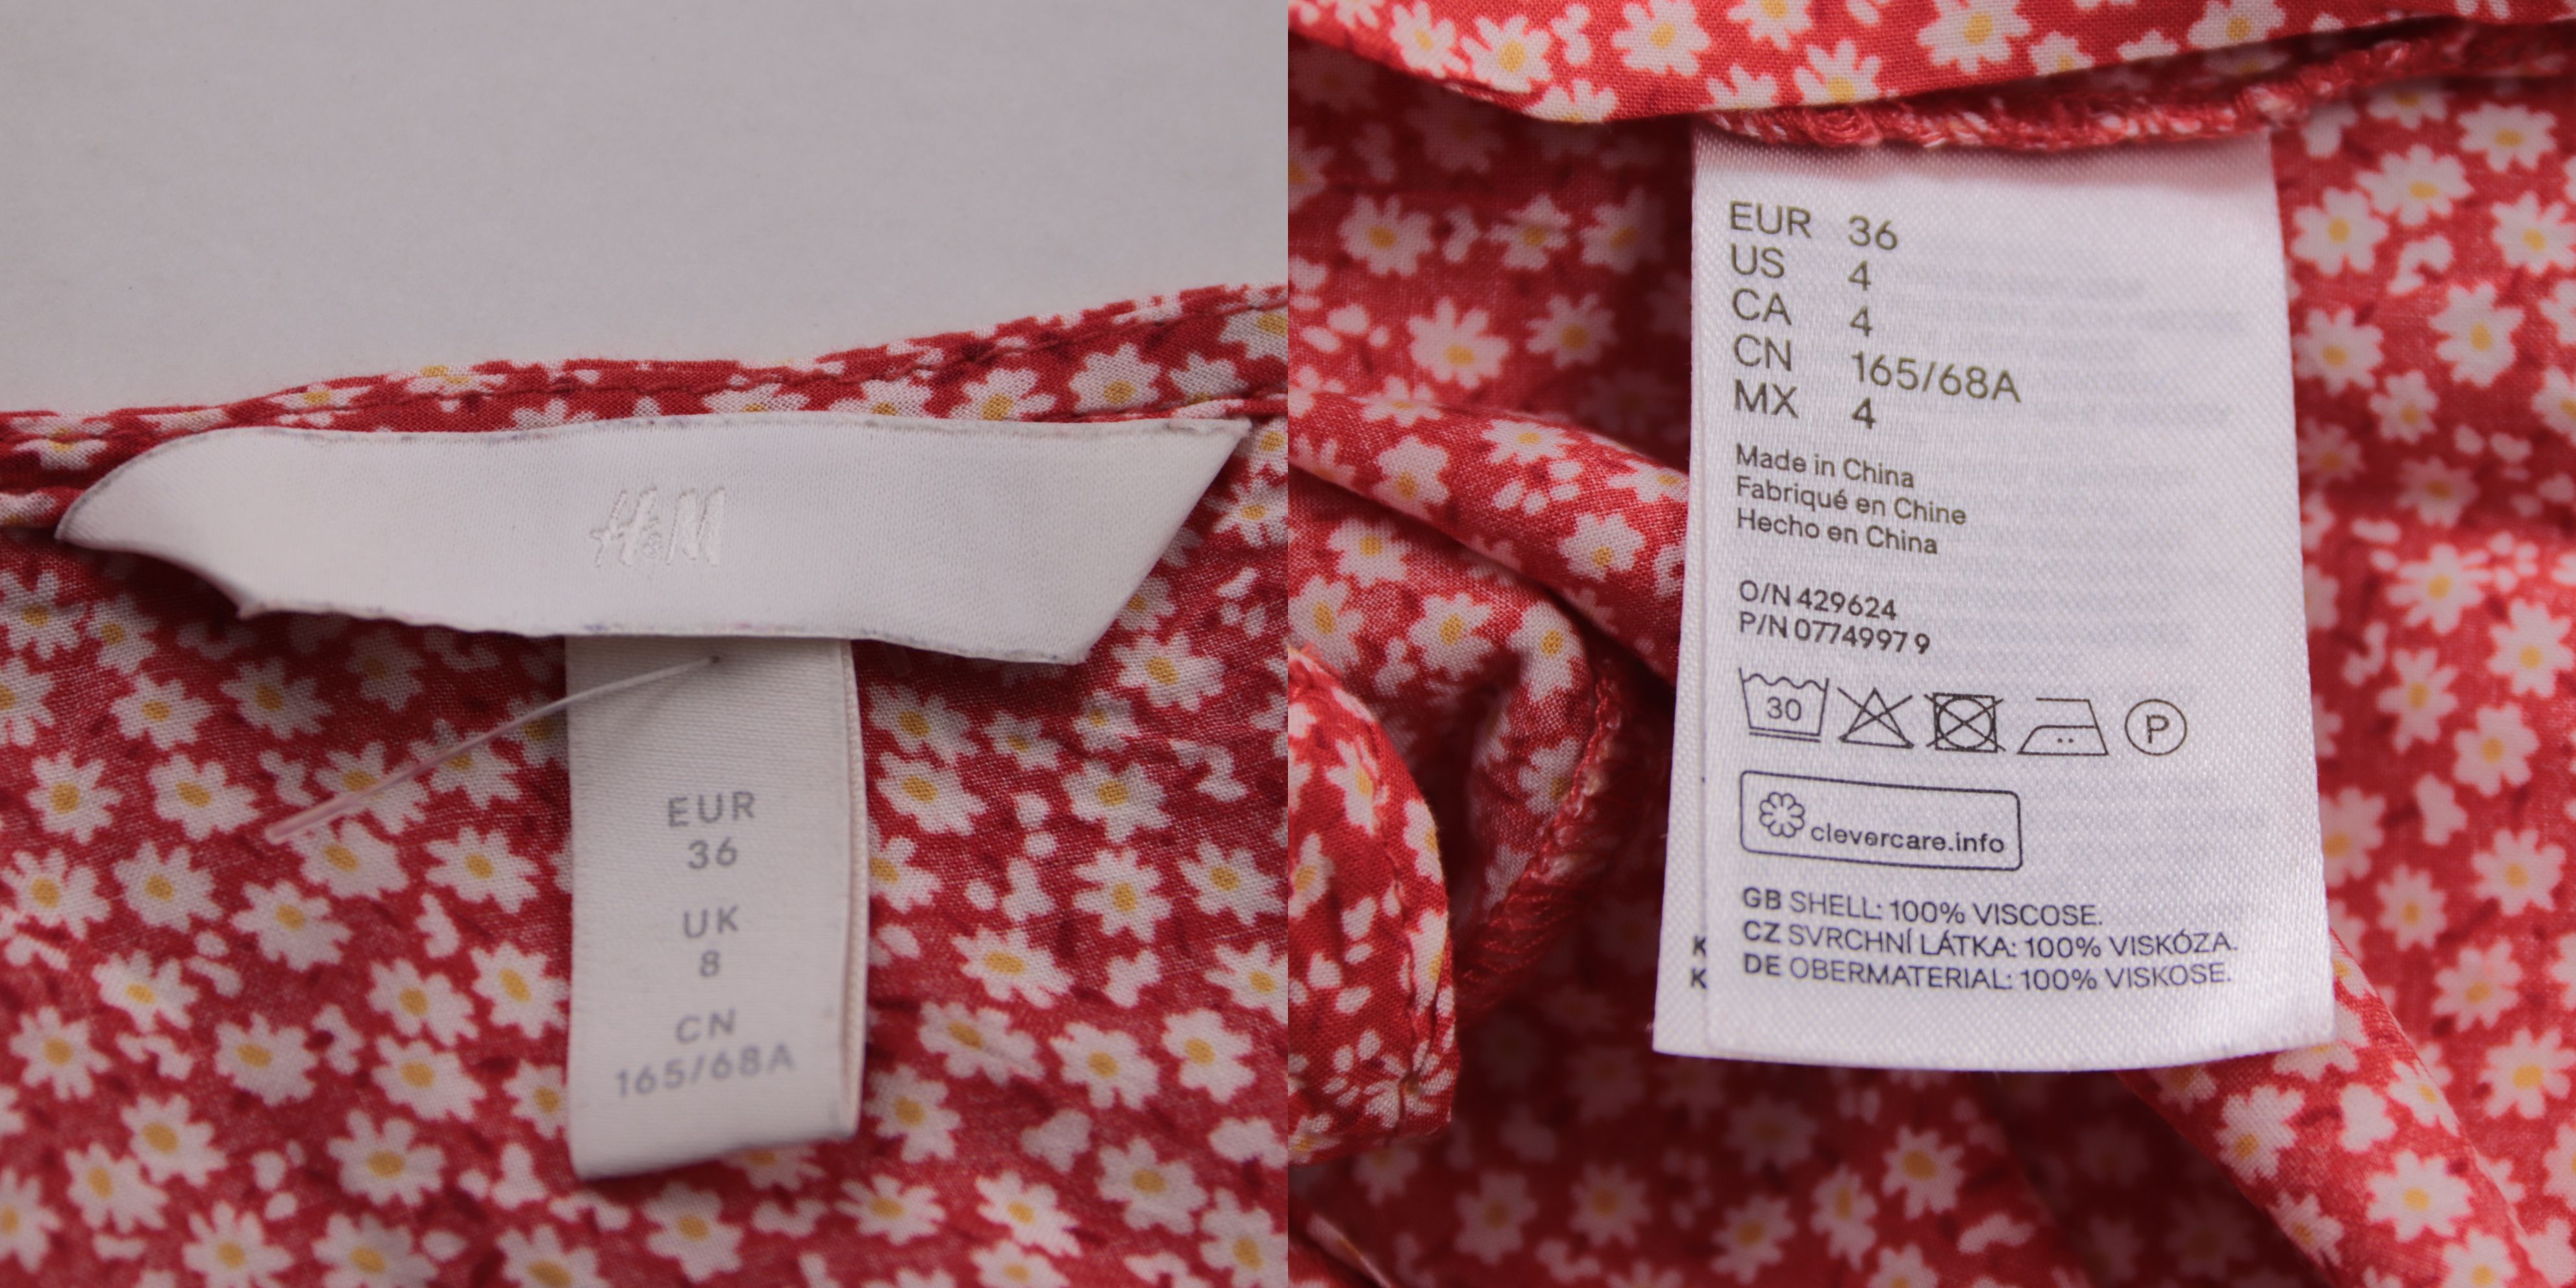 H&M
EUR
36
UK
8
CN
165/68A
EUR 36
US 4
CA 4
CN 165/68A
MX 4
Made in China
Fabriqué en Chine
Hecho en China
O/N 429624
P/N 0774997 9
30
P
clevercare.info
GB SHELL: 100% VISCOSE.
CZ SVRCHNÍ LÁTKA: 100% VISKÓZA.
K
DE OBERMATERIAL: 100% VISKOSE.
K